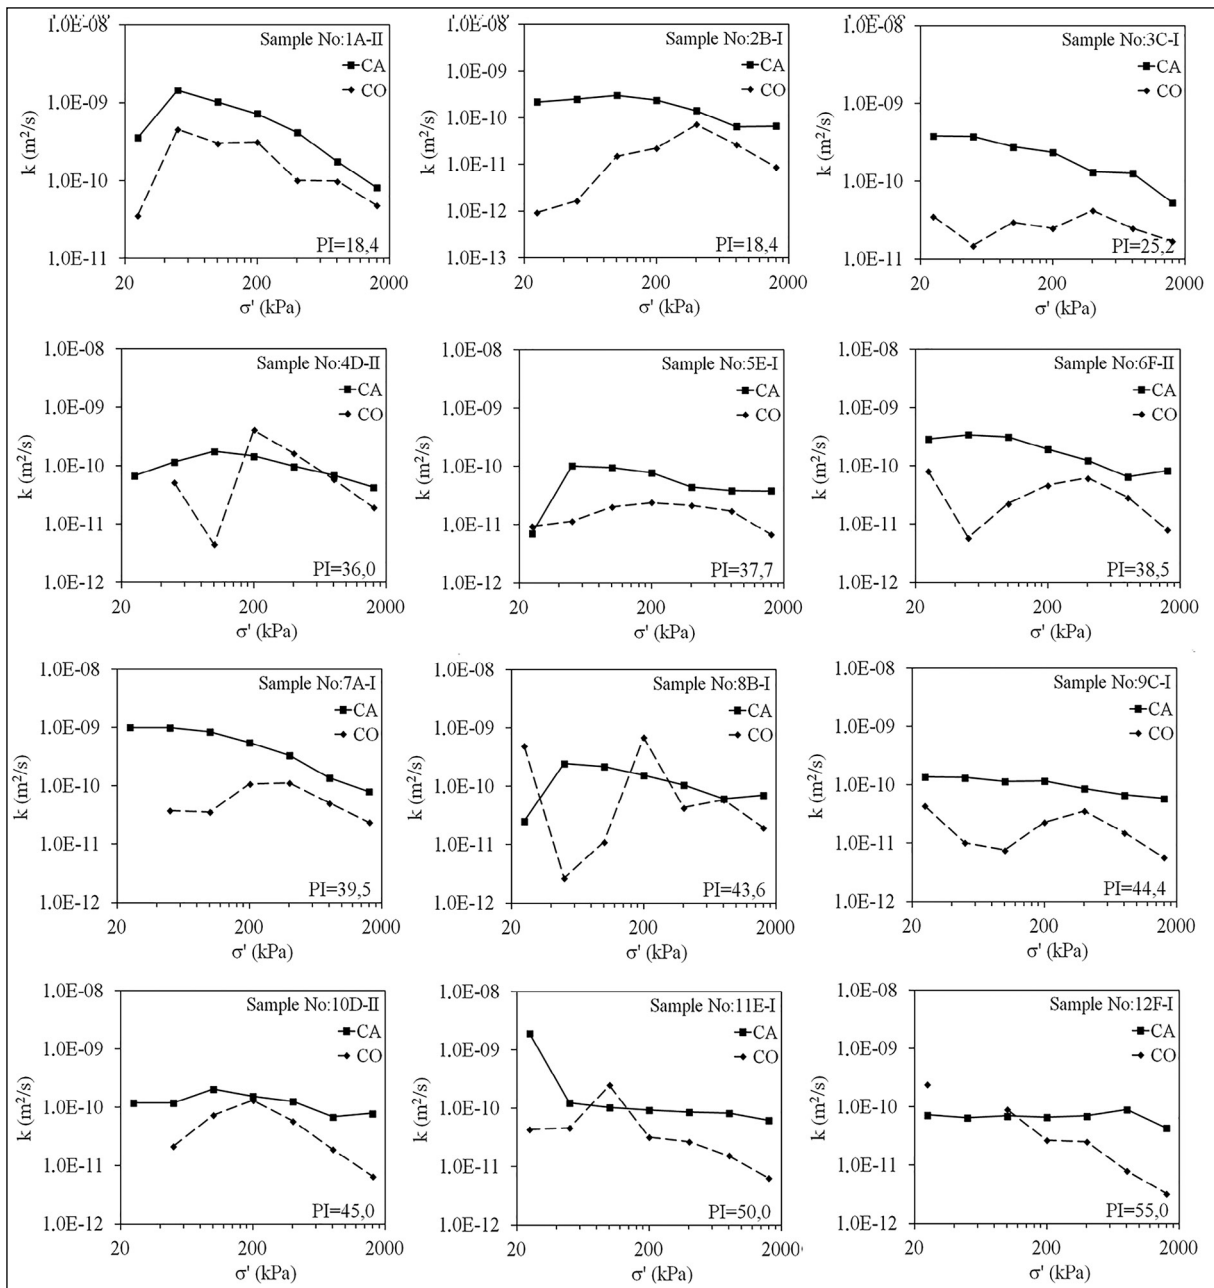 1.0E-08
Sample No:1A-II
CA
CO
1.0E-09
1.0E-10
1.0E-11
k (m²/s)
PI=18,4
20
200
2000
σ' (kPa)
1.0E-08
Sample No:2B-I
CA
CO
1.0E-09
1.0E-10
1.0E-11
1.0E-12
1.0E-13
k (m²/s)
PI=18,4
20
200
2000
σ' (kPa)
1.0E-08
Sample No:3C-I
CA
CO
1.0E-09
1.0E-10
1.0E-11
k (m²/s)
PI=25,2
20
200
2000
σ' (kPa)
1.0E-08
Sample No:4D-II
CA
CO
1.0E-09
1.0E-10
1.0E-11
1.0E-12
k (m²/s)
PI=36,0
20
200
2000
σ' (kPa)
1.0E-08
Sample No:5E-I
CA
CO
1.0E-09
1.0E-10
1.0E-11
1.0E-12
k (m²/s)
PI=37,7
20
200
2000
σ' (kPa)
1.0E-08
Sample No:6F-II
CA
CO
1.0E-09
1.0E-10
1.0E-11
1.0E-12
k (m²/s)
PI=38,5
20
200
2000
σ' (kPa)
1.0E-08
Sample No:7A-I
CA
CO
1.0E-09
1.0E-10
1.0E-11
1.0E-12
k (m²/s)
PI=39,5
20
200
2000
σ' (kPa)
1.0E-08
Sample No:8B-I
CA
CO
1.0E-09
1.0E-10
1.0E-11
1.0E-12
k (m²/s)
PI=43,6
20
200
2000
σ' (kPa)
1.0E-08
Sample No:9C-I
CA
CO
1.0E-09
1.0E-10
1.0E-11
1.0E-12
k (m²/s)
PI=44,4
20
200
2000
σ' (kPa)
1.0E-08
Sample No:10D-II
CA
CO
1.0E-09
1.0E-10
1.0E-11
1.0E-12
k (m²/s)
PI=45,0
20
200
2000
σ' (kPa)
1.0E-08
Sample No:11E-I
CA
CO
1.0E-09
1.0E-10
1.0E-11
1.0E-12
k (m²/s)
PI=50,0
20
200
2000
σ' (kPa)
1.0E-08
Sample No:12F-I
CA
CO
1.0E-09
1.0E-10
1.0E-11
1.0E-12
k (m²/s)
PI=55,0
20
200
2000
σ' (kPa)